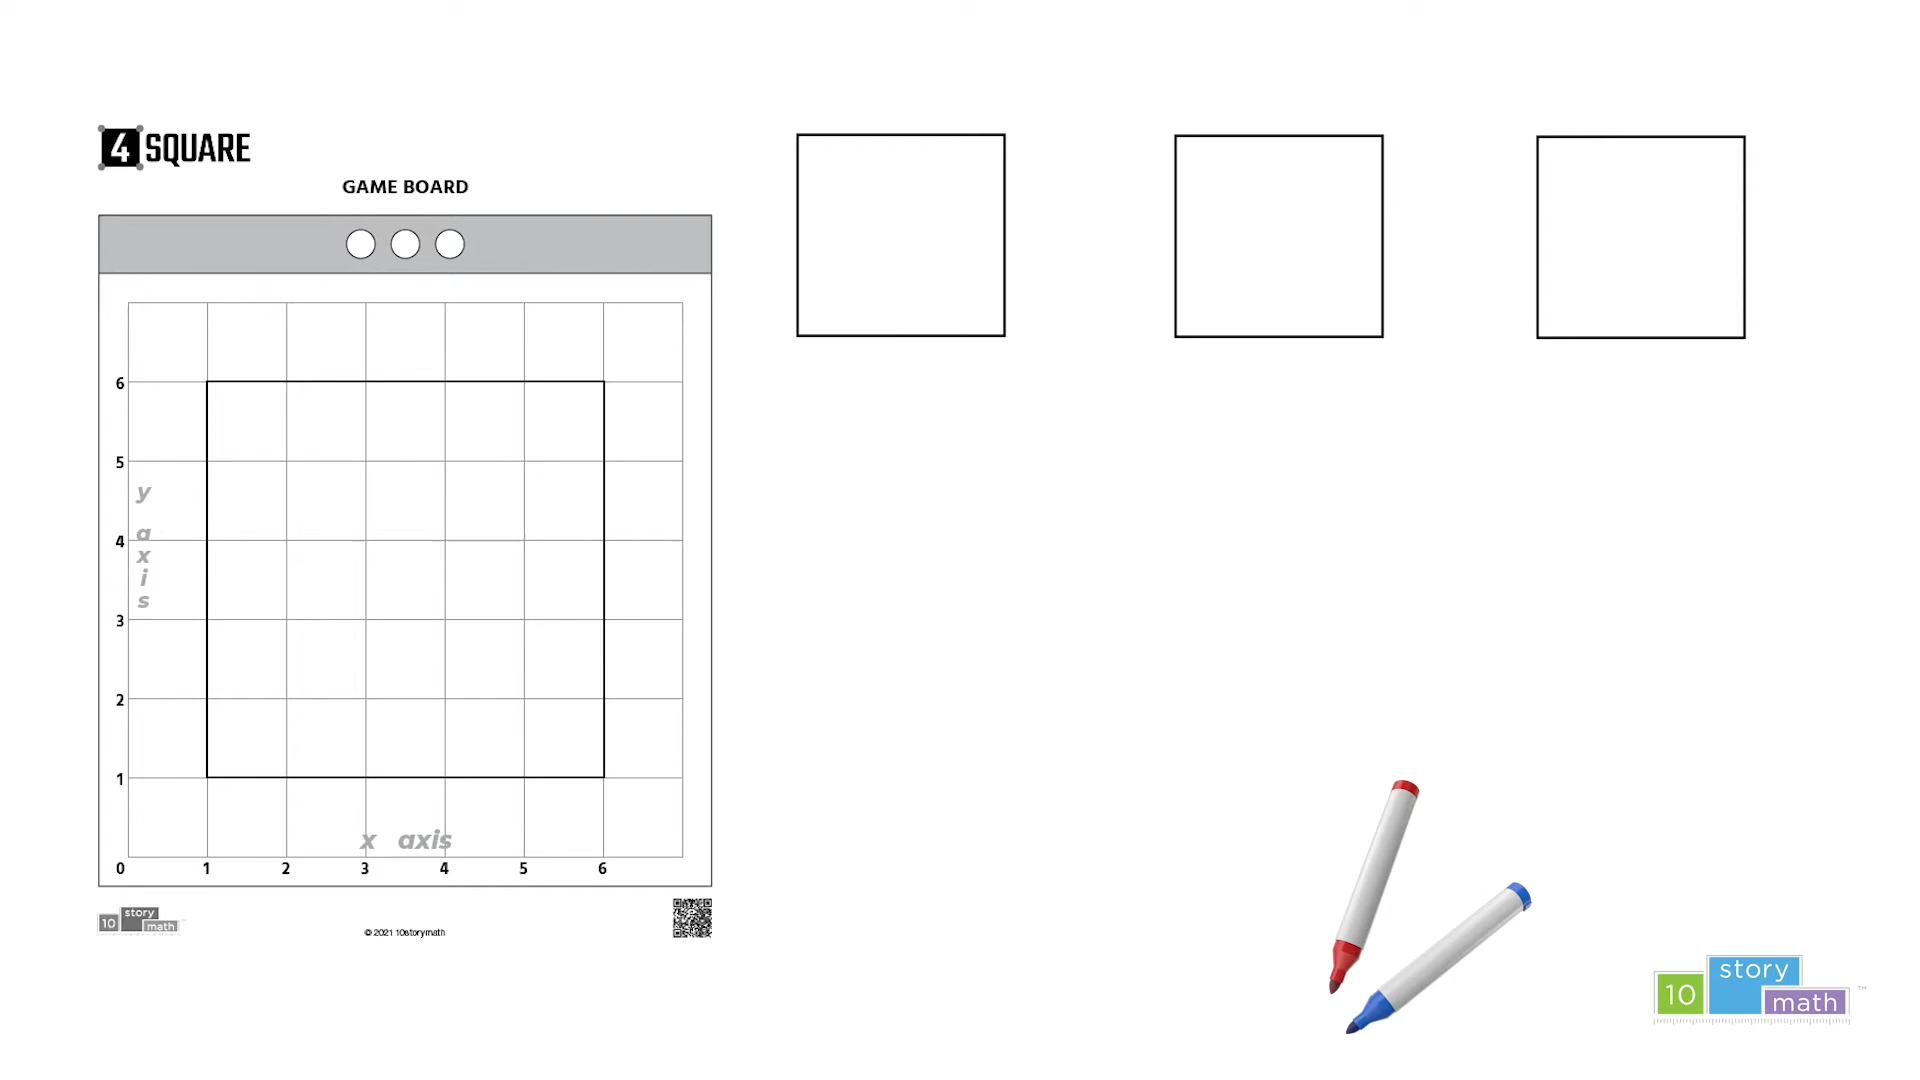 4 SQUARE
GAME BOARD
6
5
y
a
4
x
i
s
3
2
1
x axis
0 1 2 3 4 5 6
10 story math
© 2021 10storymath
10 story math ™